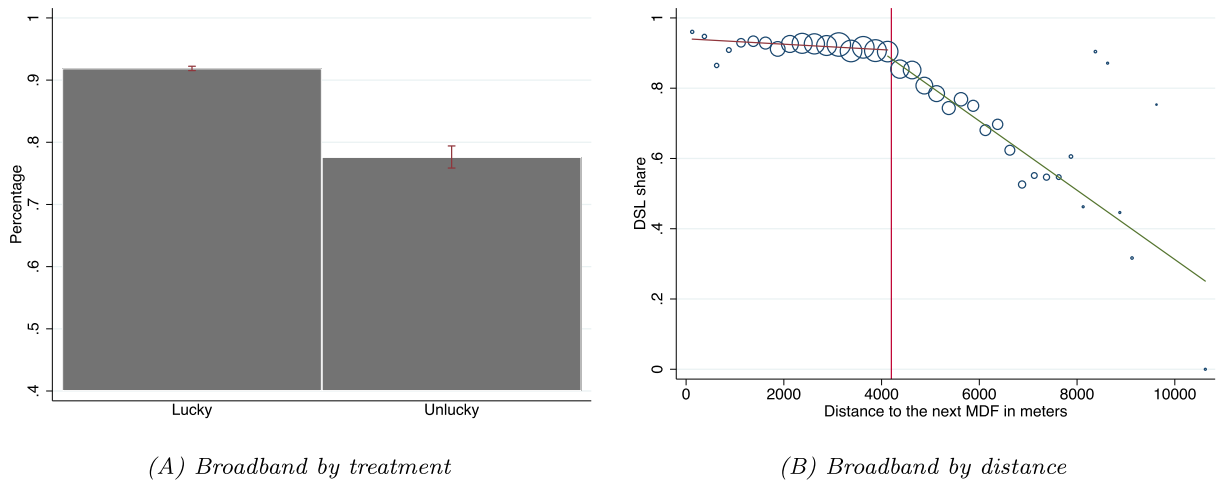 Percentage
1
.9
.8
.7
.6
.5
.4
Lucky Unlucky
(A) Broadband by treatment
DSL share
1
.8
.6
.4
.2
0
0 2000 4000 6000 8000 10000
Distance to the next MDF in meters
(B) Broadband by distance